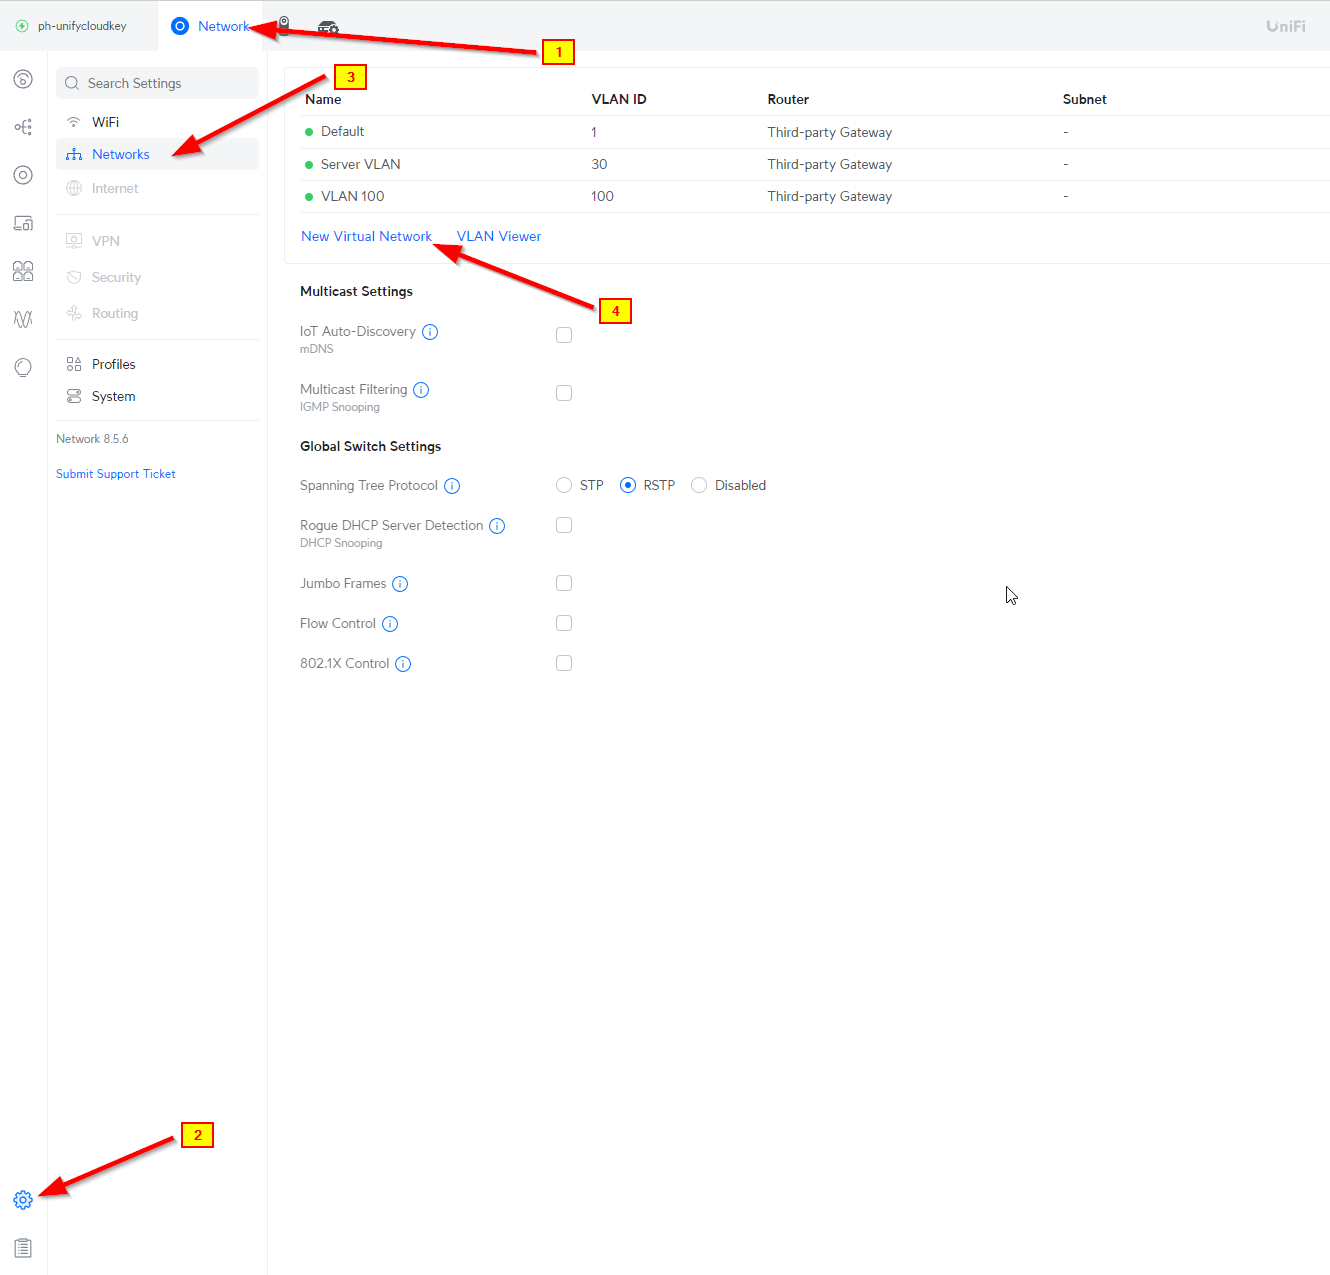 ph-unifycloudkey
Network
UniFi
1
3
Search Settings
WiFi
Networks
Internet
VPN
Security
Routing
Profiles
System
Network 8.5.6
Submit Support Ticket
Name VLAN ID Router Subnet
Default 1 Third-party Gateway -
Server VLAN 30 Third-party Gateway -
VLAN 100 100 Third-party Gateway -
New Virtual Network VLAN Viewer
4
Multicast Settings
IoT Auto-Discovery
mDNS
Multicast Filtering
IGMP Snooping
Global Switch Settings
Spanning Tree Protocol STP RSTP Disabled
Rogue DHCP Server Detection
DHCP Snooping
Jumbo Frames
Flow Control
802.1X Control
2